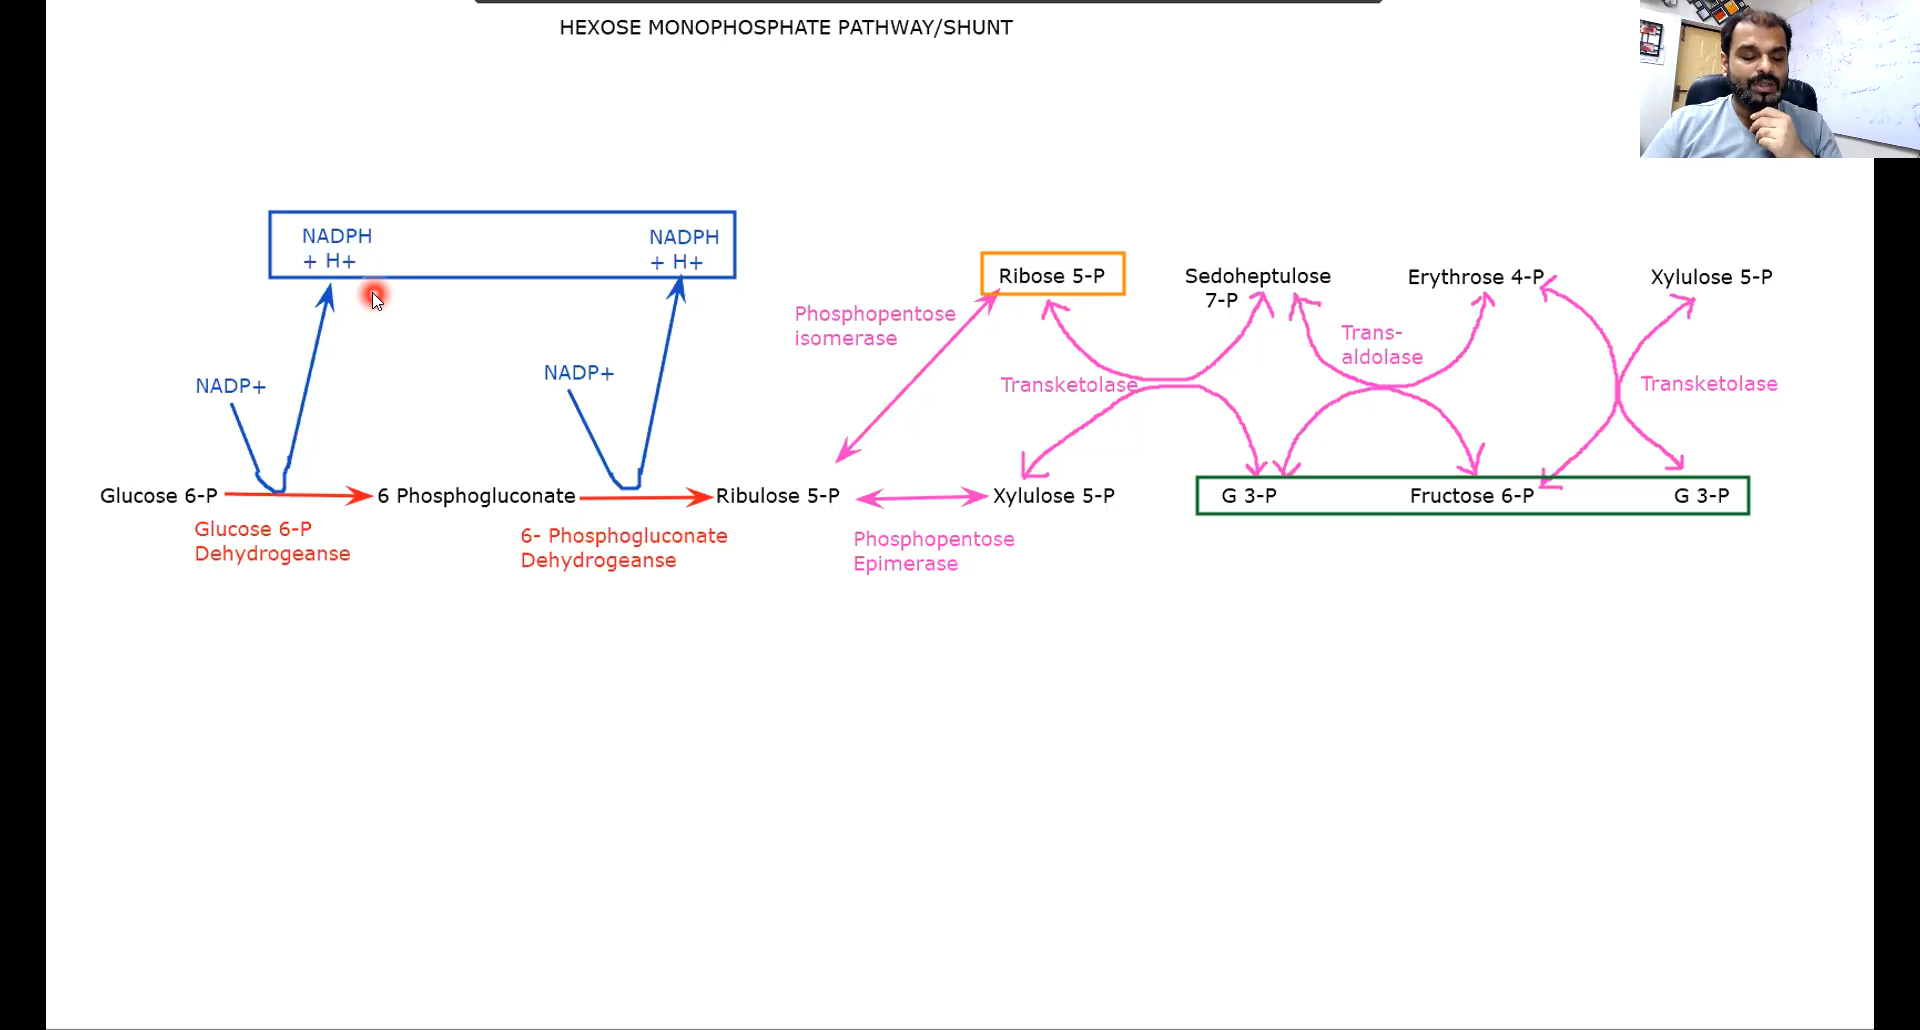 HEXOSE MONOPHOSPHATE PATHWAY/SHUNT
NADPH
+ H+
NADPH
+ H+
NADP+
NADP+
Glucose 6-P
6 Phosphogluconate
Ribulose 5-P
Xylulose 5-P
Glucose 6-P
Dehydrogeanse
6- Phosphogluconate
Dehydrogeanse
Phosphopentose
isomerase
Phosphopentose
Epimerase
Ribose 5-P
Sedoheptulose
7-P
Erythrose 4-P
Xylulose 5-P
Transketolase
Trans-
aldolase
Transketolase
G 3-P
Fructose 6-P
G 3-P